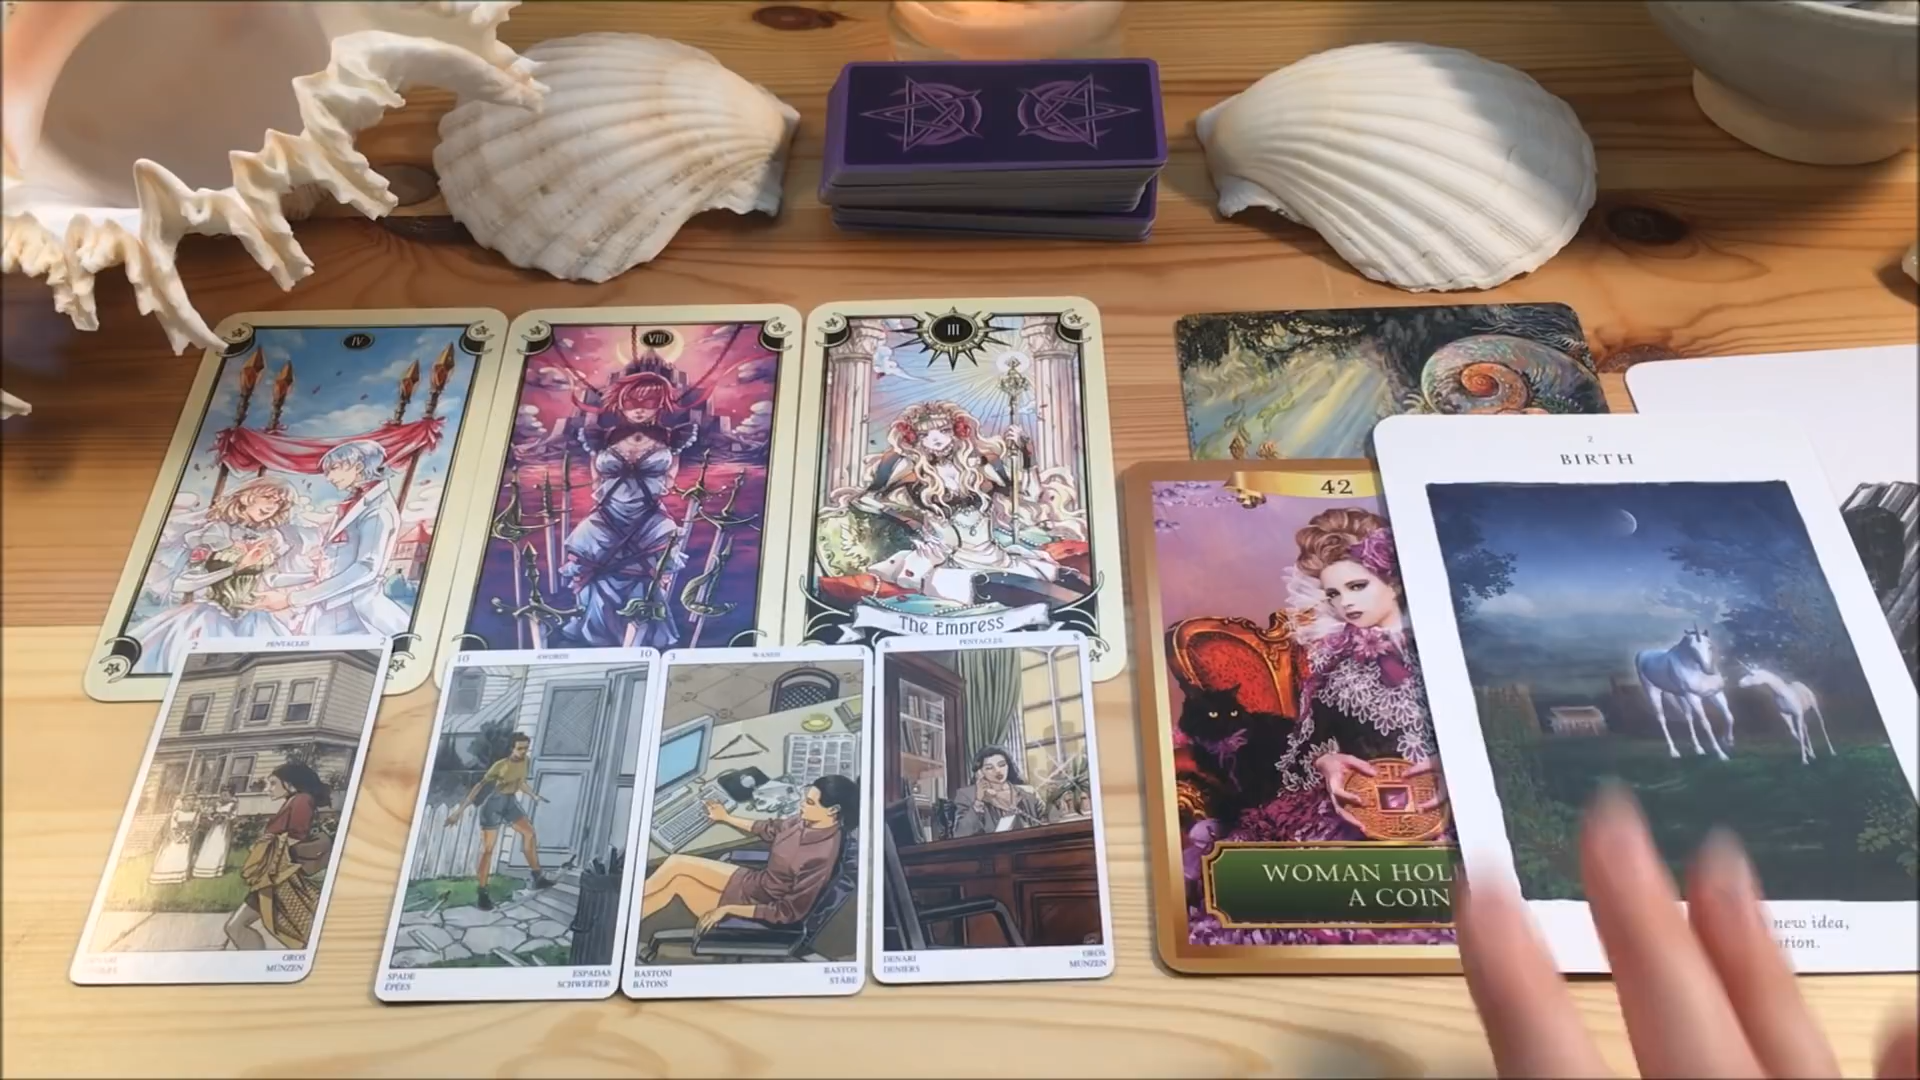 IV
VIII
III
The Empress
2
BIRTH
42
WOMAN HOL
A COIN
new idea,
2 PENTACLES 2
OROS
MÜNZEN
10 SWORDS 10
SPADE
ÉPÉES
ESPADAS
SCHWERTER
3 WANDS 3
BASTONI
BÂTONS
BASTOS
STÄBE
8 PENTACLES 8
DENARI
DENIERS
OROS
MÜNZEN